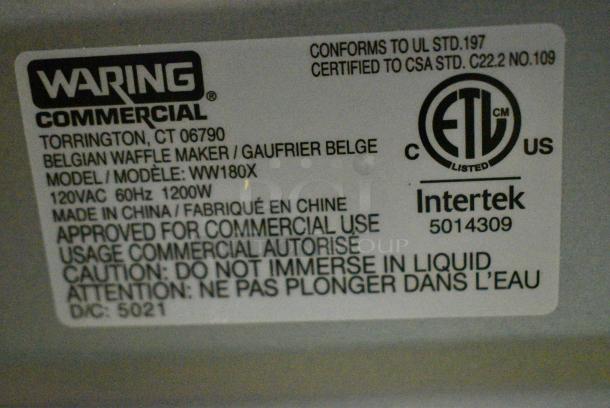 WARING
COMMERCIAL®
TORRINGTON, CT 06790
BELGIAN WAFFLE MAKER / GAUFRIER BELGE
MODEL / MODÈLE: WW180X
120VAC 60Hz 1200W
MADE IN CHINA / FABRIQUÉ EN CHINE
APPROVED FOR COMMERCIAL USE
USAGE COMMERCIAL AUTORISÉ
CAUTION: DO NOT IMMERSE IN LIQUID
ATTENTION: NE PAS PLONGER DANS L'EAU
D/C: 5021
CONFORMS TO UL STD.197
CERTIFIED TO CSA STD. C22.2 NO.109
C ETL CM US
LISTED
Intertek
5014309